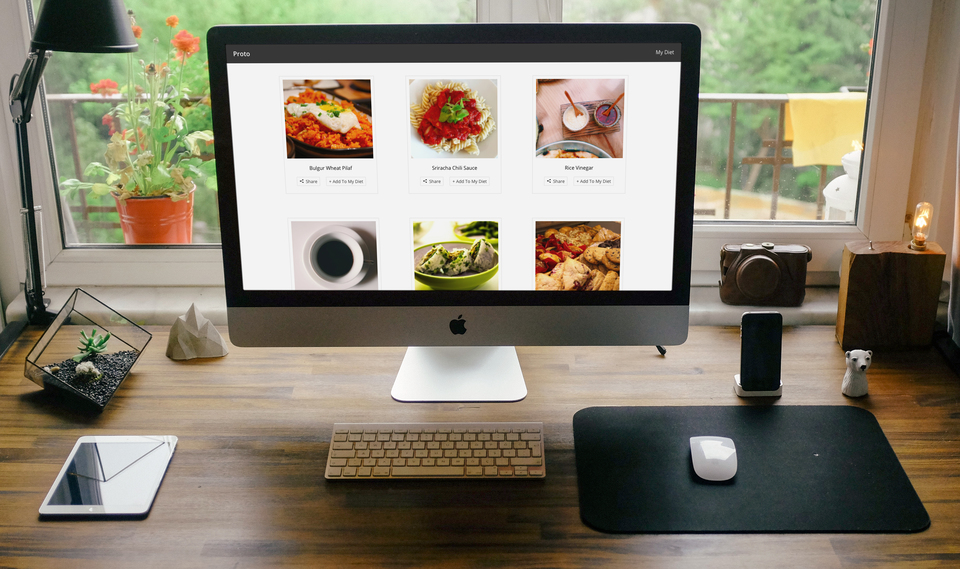 Proto
My Diet
Bulgur Wheat Pilaf
Sriracha Chili Sauce
Rice Vinegar
Share
+ Add To My Diet
Share
+ Add To My Diet
Share
+ Add To My Diet